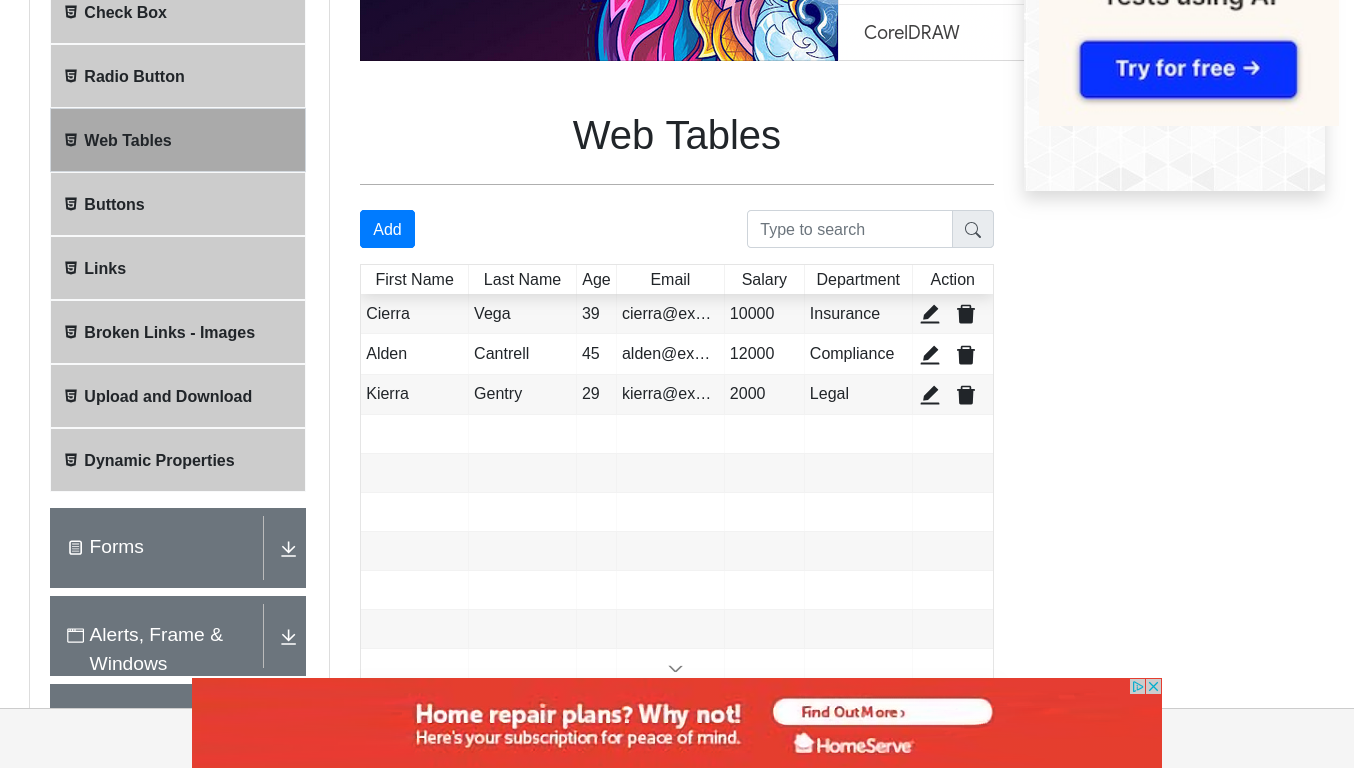 Check Box
Radio Button
Web Tables
Buttons
Links
Broken Links - Images
Upload and Download
Dynamic Properties
Forms
Alerts, Frame &
Windows
CorelDRAW
Try for free →
Web Tables
Add
Type to search
First Name Last Name Age Email Salary Department Action
Cierra Vega 39 cierra@ex… 10000 Insurance
Alden Cantrell 45 alden@ex… 12000 Compliance
Kierra Gentry 29 kierra@ex… 2000 Legal
Home repair plans? Why not!
Here's your subscription for peace of mind.
Find Out More ›
HomeServe